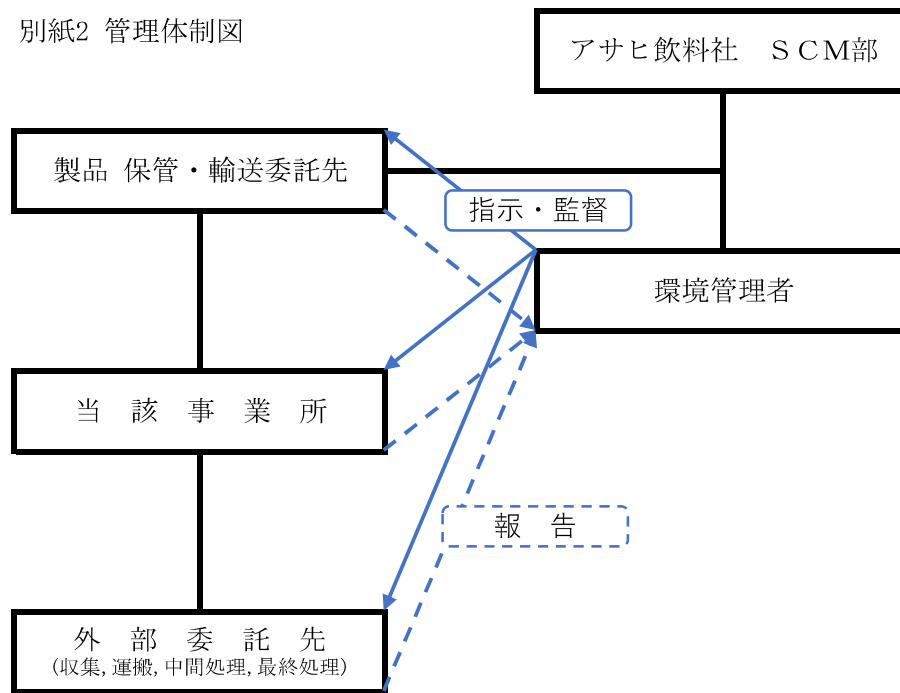 別紙2 管理体制図
アサヒ飲料社　ＳＣＭ部
製品 保管・輸送委託先
指示・監督
環境管理者
当　該　事　業　所
報　告
外　部　委　託　先
(収集, 運搬, 中間処理, 最終処理)